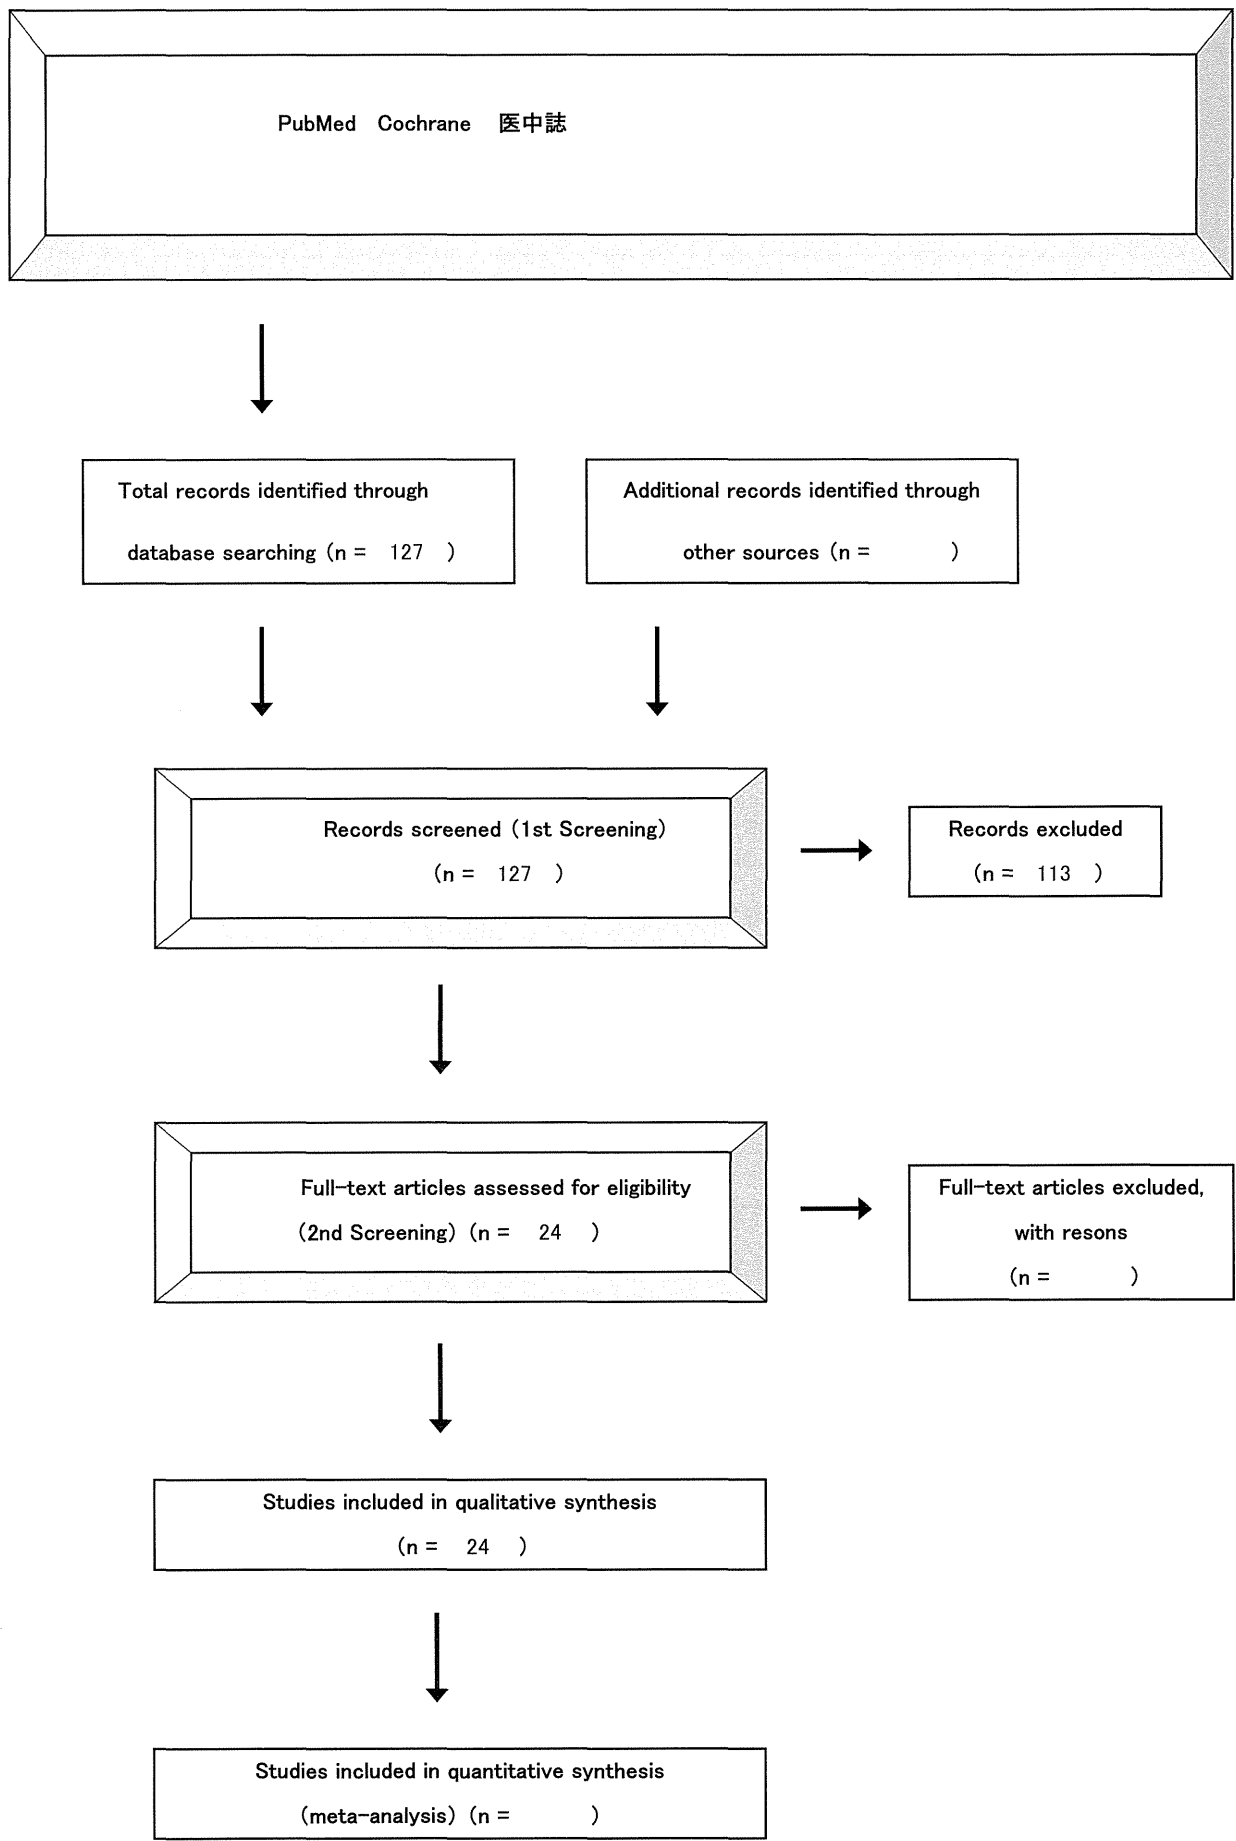 PubMed Cochrane 医中誌
Total records identified through
database searching (n = 127 )
Additional records identified through
other sources (n = )
Records screened (1st Screening)
(n = 127 )
Records excluded
(n = 113 )
Full-text articles assessed for eligibility
(2nd Screening) (n = 24 )
Full-text articles excluded,
with resons
(n = )
Studies included in qualitative synthesis
(n = 24 )
Studies included in quantitative synthesis
(meta-analysis) (n = )